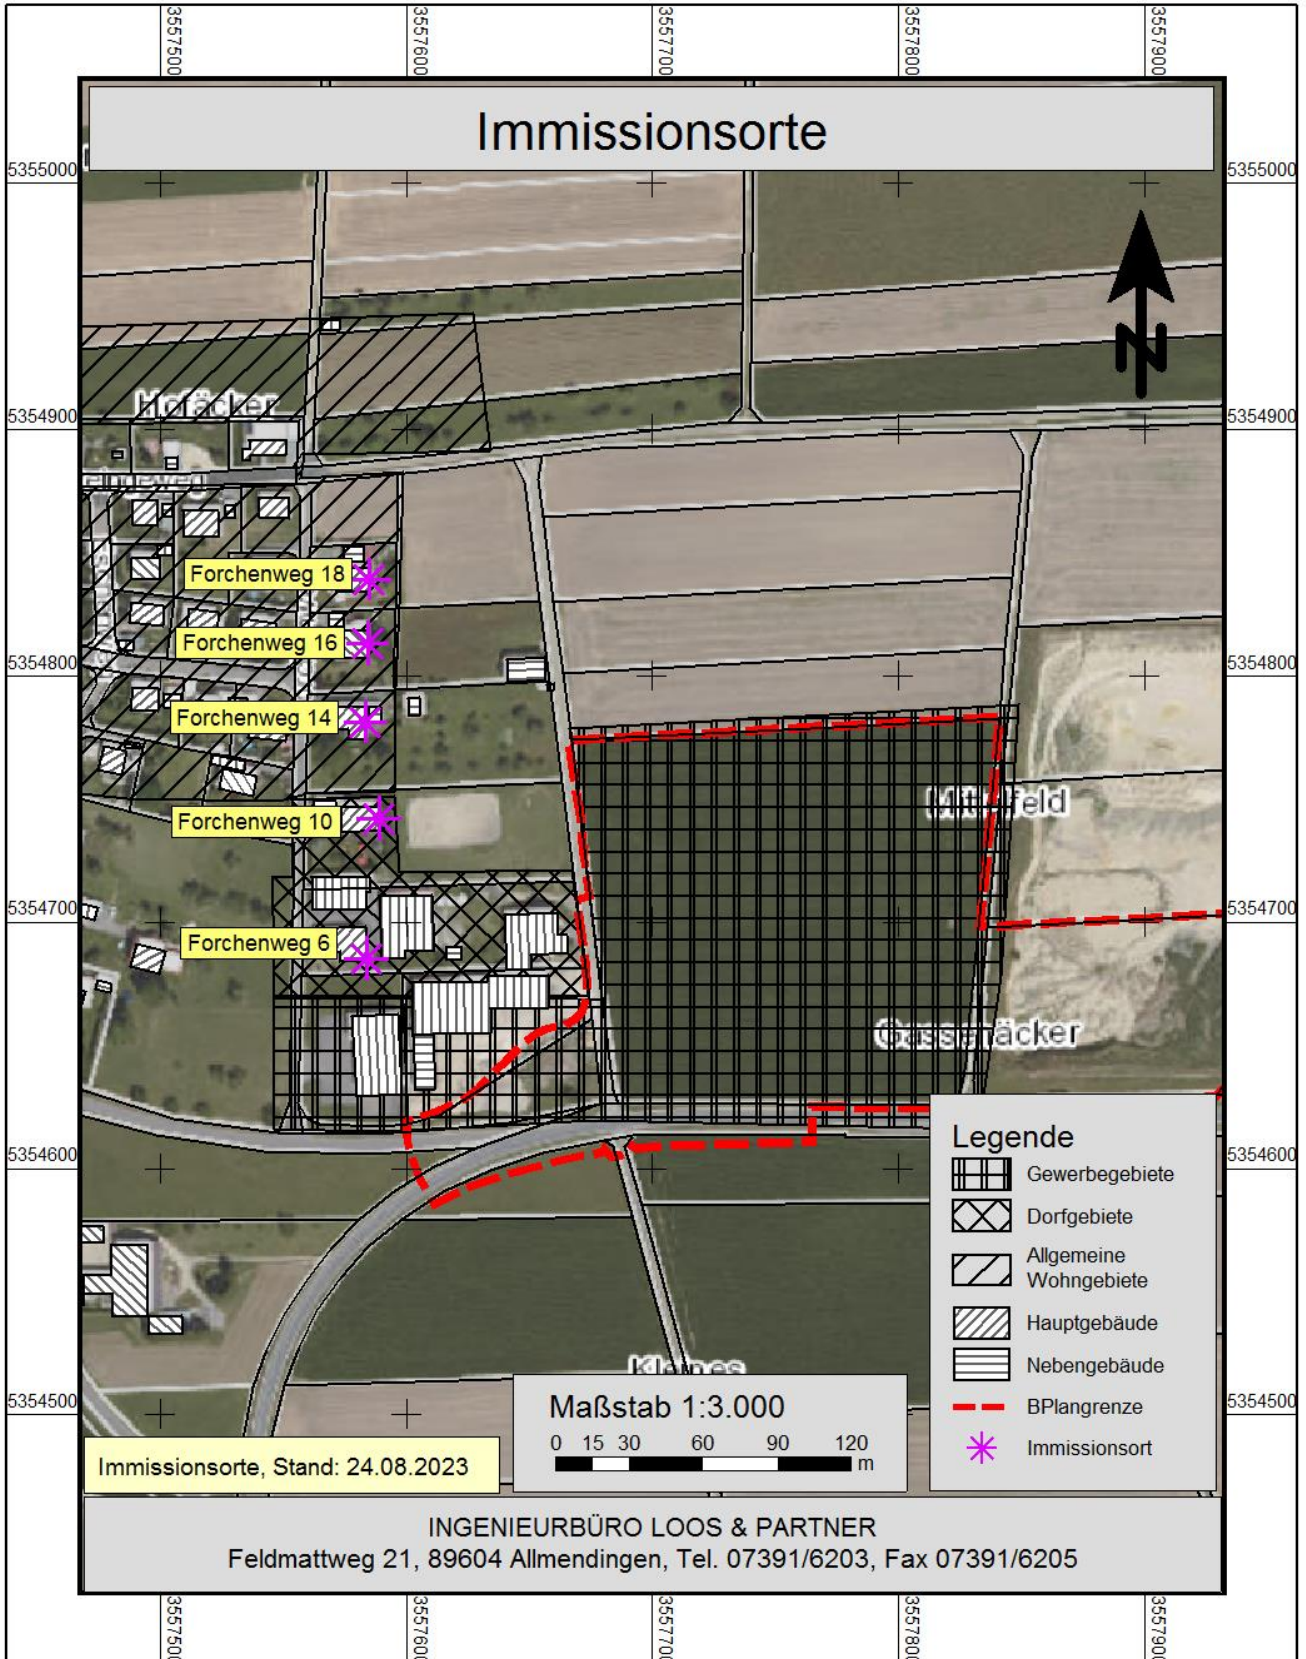 3557500
3557600
3557700
3557800
3557900
Immissionsorte
5355000
5355000
Hofäcker
5354900
5354900
Forchenweg 18
Forchenweg 16
5354800
5354800
Forchenweg 14
Mittelfeld
Forchenweg 10
5354700
5354700
Forchenweg 6
Gassenäcker
Legende
5354600
5354600
Gewerbegebiete
Dorfgebiete
Allgemeine
Wohngebiete
Hauptgebäude
Nebengebäude
BPlangrenze
Immissionsort
Kleines
5354500
5354500
Maßstab 1:3.000
0 15 30 60 90 120
m
Immissionsorte, Stand: 24.08.2023
INGENIEURBÜRO LOOS & PARTNER
Feldmattweg 21, 89604 Allmendingen, Tel. 07391/6203, Fax 07391/6205
3557500
3557600
3557700
3557800
3557900